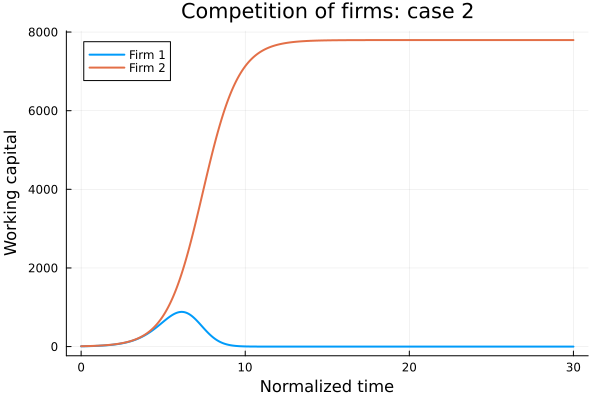 Competition of firms: case 2
Working capital
8000
6000
4000
2000
0
Firm 1
Firm 2
0 10 20 30
Normalized time